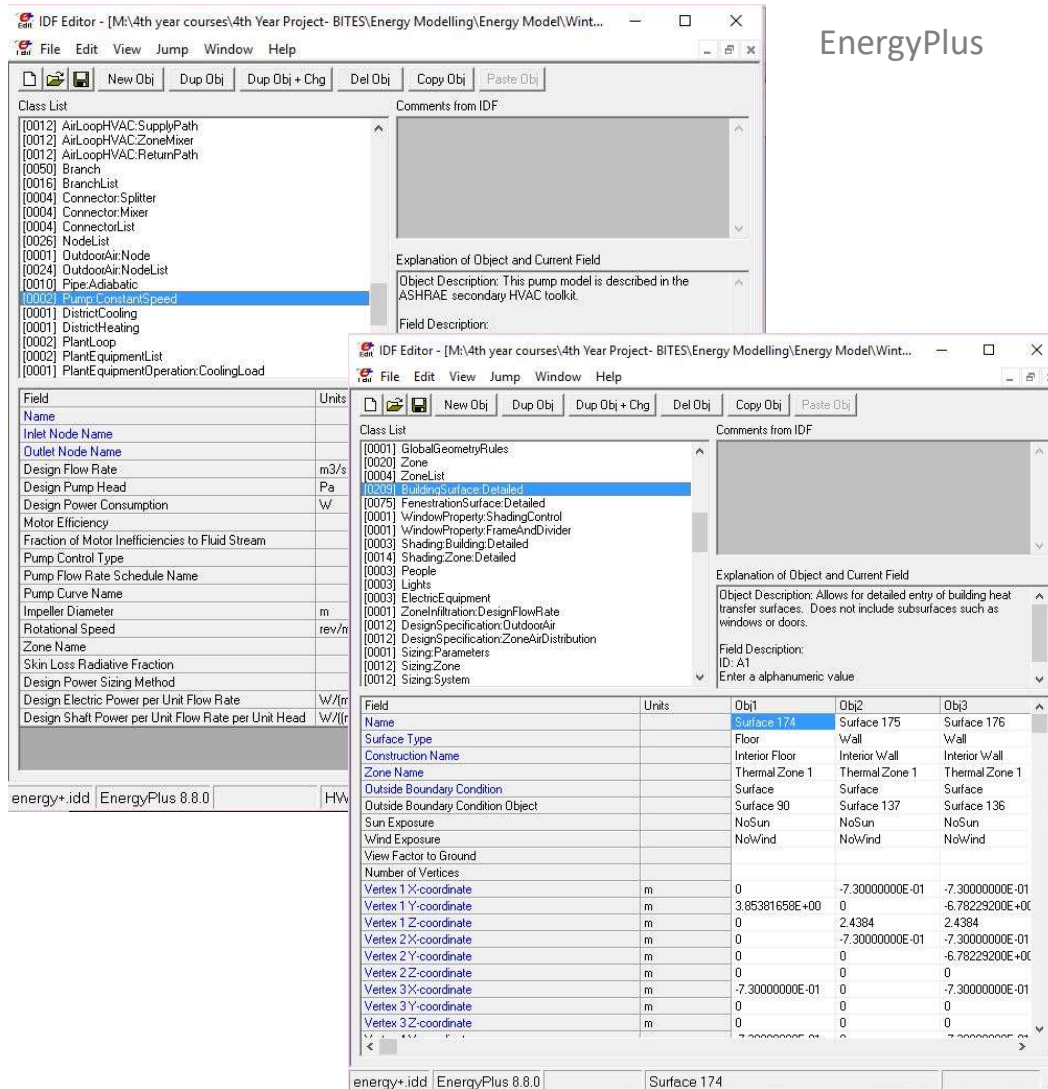 EnergyPlus
IDF Editor - [M:\4th year courses\4th Year Project- BITES\Energy Modelling\Energy Model\Wint...
File Edit View Jump Window Help
New Obj Dup Obj Dup Obj + Chg Del Obj Copy Obj Paste Obj
Class List
Comments from IDF
[0012] AirLoopHVAC:SupplyPath
[0012] AirLoopHVAC:ZoneMixer
[0012] AirLoopHVAC:ReturnPath
[0050] Branch
[0016] BranchList
[0004] Connector:Splitter
[0004] Connector:Mixer
[0004] ConnectorList
[0026] NodeList
[0001] OutdoorAir:Node
[0024] OutdoorAir:NodeList
[0010] Pipe:Adiabatic
[0002] Pump:ConstantSpeed
[0001] DistrictCooling
[0001] DistrictHeating
[0002] PlantLoop
[0002] PlantEquipmentList
[0001] PlantEquipmentOperation:CoolingLoad
Explanation of Object and Current Field
Object Description: This pump model is described in the
ASHRAE secondary HVAC toolkit.
Field Description:
Field Units
Name
Inlet Node Name
Outlet Node Name
Design Flow Rate m3/s
Design Pump Head Pa
Design Power Consumption W
Motor Efficiency
Fraction of Motor Inefficiencies to Fluid Stream
Pump Control Type
Pump Flow Rate Schedule Name
Pump Curve Name
Impeller Diameter m
Rotational Speed rev/m
Zone Name
Skin Loss Radiative Fraction
Design Power Sizing Method
Design Electric Power per Unit Flow Rate W/(m
Design Shaft Power per Unit Flow Rate per Unit Head W/((m
energy+.idd EnergyPlus 8.8.0 HW
IDF Editor - [M:\4th year courses\4th Year Project- BITES\Energy Modelling\Energy Model\Wint...
File Edit View Jump Window Help
New Obj Dup Obj Dup Obj + Chg Del Obj Copy Obj Paste Obj
Class List
Comments from IDF
[0001] GlobalGeometryRules
[0020] Zone
[0004] ZoneList
[0209] BuildingSurface:Detailed
[0075] FenestrationSurface:Detailed
[0001] WindowProperty:ShadingControl
[0001] WindowProperty:FrameAndDivider
[0003] Shading:Building:Detailed
[0014] Shading:Zone:Detailed
[0003] People
[0003] Lights
[0003] ElectricEquipment
[0001] ZoneInfiltration:DesignFlowRate
[0012] DesignSpecification:OutdoorAir
[0012] DesignSpecification:ZoneAirDistribution
[0001] Sizing:Parameters
[0012] Sizing:Zone
[0012] Sizing:System
Explanation of Object and Current Field
Object Description: Allows for detailed entry of building heat
transfer surfaces. Does not include subsurfaces such as
windows or doors.
Field Description:
ID: A1
Enter a alphanumeric value
Field Units Obj1 Obj2 Obj3
Name Surface 174 Surface 175 Surface 176
Surface Type Floor Wall Wall
Construction Name Interior Floor Interior Wall Interior Wall
Zone Name Thermal Zone 1 Thermal Zone 1 Thermal Zone 1
Outside Boundary Condition Surface Surface Surface
Outside Boundary Condition Object Surface 90 Surface 137 Surface 136
Sun Exposure NoSun NoSun NoSun
Wind Exposure NoWind NoWind NoWind
View Factor to Ground
Number of Vertices
Vertex 1 X-coordinate m 0 -7.30000000E-01 -7.30000000E-01
Vertex 1 Y-coordinate m 3.85381658E+00 0 -6.78229200E+00
Vertex 1 Z-coordinate m 0 2.4384 2.4384
Vertex 2 X-coordinate m 0 -7.30000000E-01 -7.30000000E-01
Vertex 2 Y-coordinate m 0 0 -6.78229200E+00
Vertex 2 Z-coordinate m 0 0 0
Vertex 3 X-coordinate m -7.30000000E-01 0 -7.30000000E-01
Vertex 3 Y-coordinate m 0 0 0
Vertex 3 Z-coordinate m 0 0 0
energy+.idd EnergyPlus 8.8.0 Surface 174